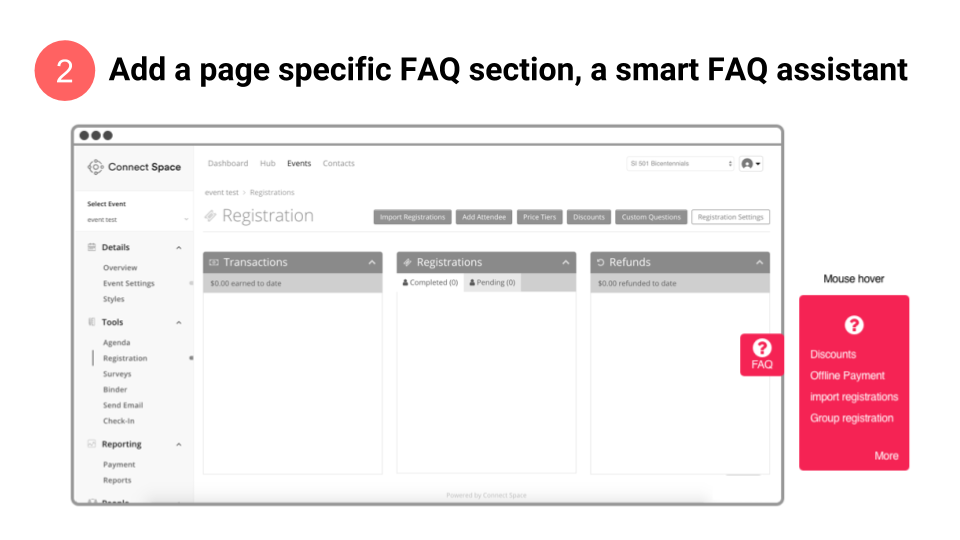 2 Add a page specific FAQ section, a smart FAQ assistant
Connect Space
Dashboard Hub Events Contacts
SI 501 Bicentennials
Select Event
event test
event test > Registrations
Registration
Import Registrations Add Attendee Price Tiers Discounts Custom Questions Registration Settings
Details
Overview
Event Settings
Styles
Tools
Agenda
Registration
Surveys
Binder
Send Email
Check-In
Reporting
Payment
Reports
People
Transactions
$0.00 earned to date
Registrations
Completed (0) Pending (0)
Refunds
$0.00 refunded to date
? FAQ
Powered by Connect Space
Mouse hover
?
Discounts
Offline Payment
import registrations
Group registration
More